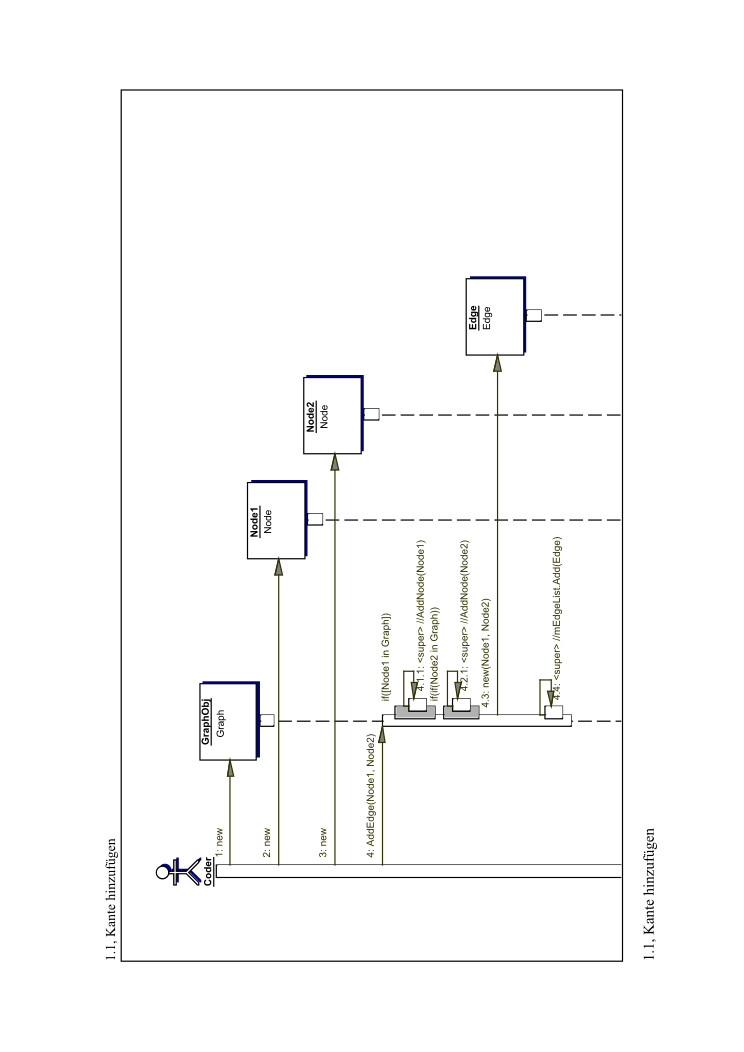 1.1, Kante hinzufügen
Coder
GraphObj
Graph
Node1
Node
Node2
Node
Edge
Edge
1: new
2: new
3: new
4: AddEdge(Node1, Node2)
if([Node1 in Graph])
4.1.1: <super> //AddNode(Node1)
if(if(Node2 in Graph))
4.2.1: <super> //AddNode(Node2)
4.3: new(Node1, Node2)
4.4: <super> //mEdgeList.Add(Edge)
1.1, Kante hinzufügen